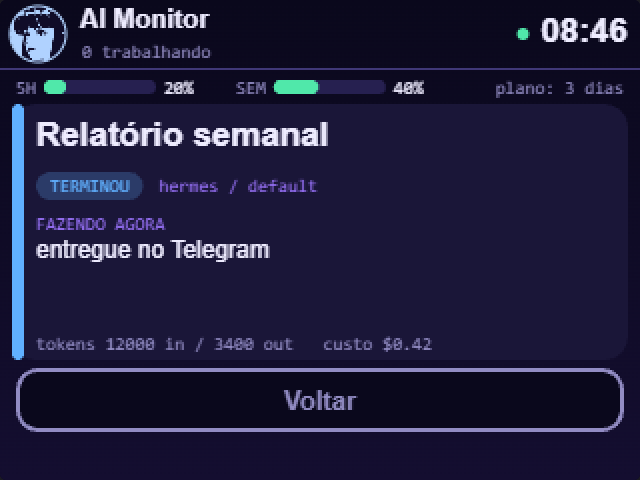 AI Monitor
0 trabalhando
08:46
5H 20% SEM 40% plano: 3 dias
Relatório semanal
TERMINOU hermes / default
FAZENDO AGORA
entregue no Telegram
tokens 12000 in / 3400 out custo $0.42
Voltar